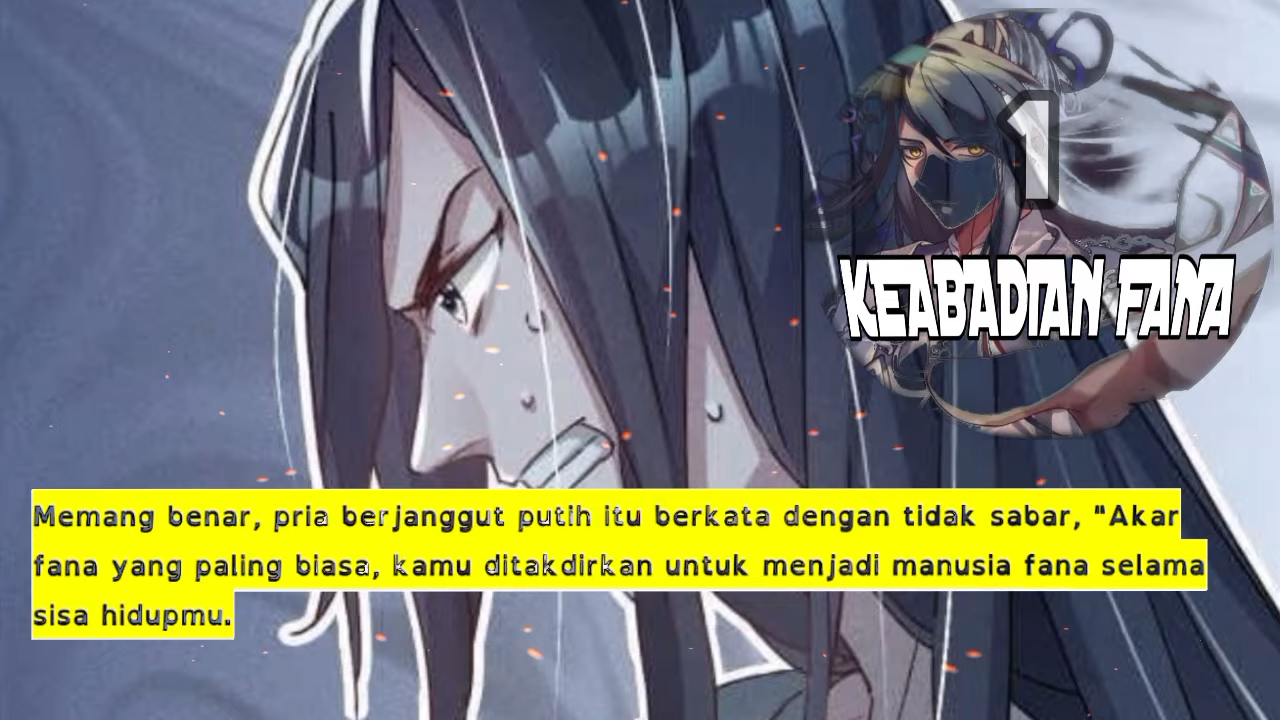 1
KEABADIAN FANA
Memang benar, pria berjanggut putih itu berkata dengan tidak sabar, "Akar
fana yang paling biasa, kamu ditakdirkan untuk menjadi manusia fana selama
sisa hidupmu.